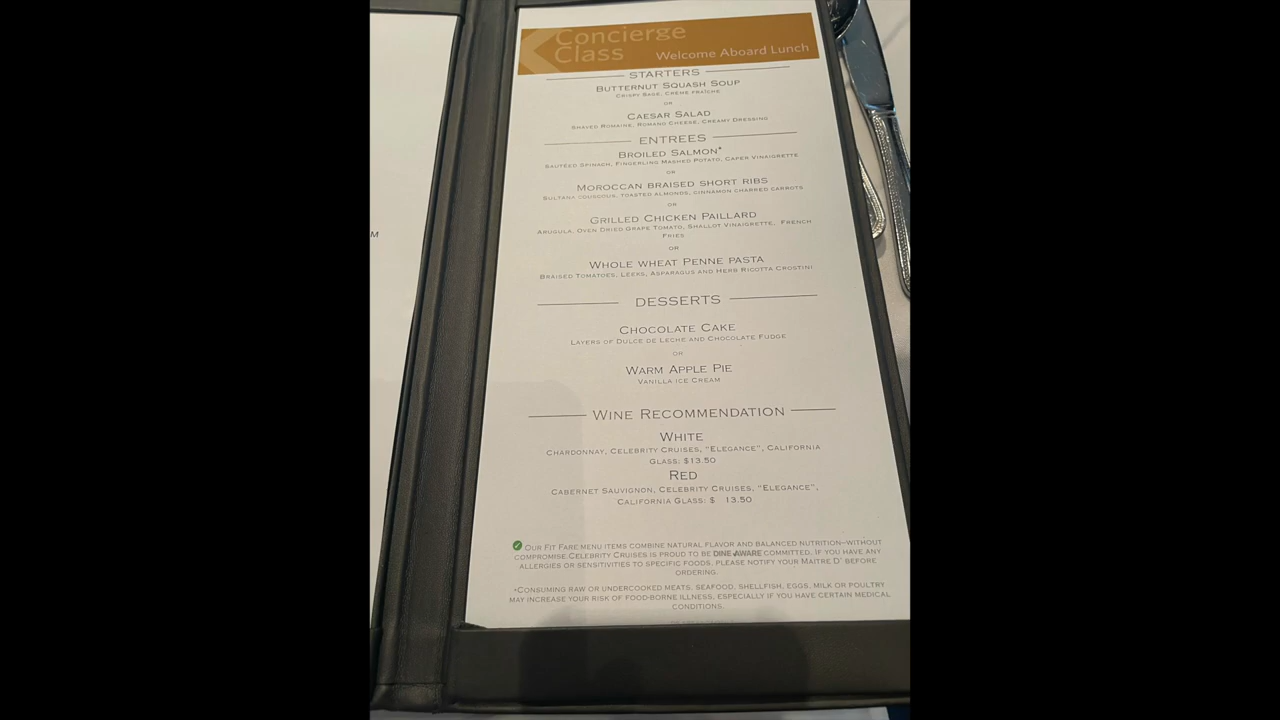 Concierge
Class
Welcome Aboard Lunch
STARTERS
BUTTERNUT SQUASH SOUP
CRISPY SAGE, CRÈME FRAÎCHE
OR
CAESAR SALAD
SHAVED ROMAINE, ROMANO CHEESE, CREAMY DRESSING
ENTREES
BROILED SALMON*
SAUTÉED SPINACH, FINGERLING MASHED POTATO, CAPER VINAIGRETTE
OR
MOROCCAN BRAISED SHORT RIBS
SULTANA COUSCOUS, TOASTED ALMONDS, CINNAMON CHARRED CARROTS
OR
GRILLED CHICKEN PAILLARD
ARUGULA, OVEN DRIED GRAPE TOMATO, SHALLOT VINAIGRETTE, FRENCH
FRIES
OR
WHOLE WHEAT PENNE PASTA
BRAISED TOMATOES, LEEKS, ASPARAGUS AND HERB RICOTTA CROSTINI
DESSERTS
CHOCOLATE CAKE
LAYERS OF DULCE DE LECHE AND CHOCOLATE FUDGE
OR
WARM APPLE PIE
VANILLA ICE CREAM
WINE RECOMMENDATION
WHITE
CHARDONNAY, CELEBRITY CRUISES, "ELEGANCE", CALIFORNIA
GLASS: $13.50
RED
CABERNET SAUVIGNON, CELEBRITY CRUISES, "ELEGANCE",
CALIFORNIA GLASS: $ 13.50
OUR FIT FARE MENU ITEMS COMBINE NATURAL FLAVOR AND BALANCED NUTRITION—WITHOUT
COMPROMISE.CELEBRITY CRUISES IS PROUD TO BE DINE AWARE COMMITTED. IF YOU HAVE ANY
ALLERGIES OR SENSITIVITIES TO SPECIFIC FOODS, PLEASE NOTIFY YOUR MAITRE D' BEFORE
ORDERING.
*CONSUMING RAW OR UNDERCOOKED MEATS, SEAFOOD, SHELLFISH, EGGS, MILK OR POULTRY
MAY INCREASE YOUR RISK OF FOOD-BORNE ILLNESS, ESPECIALLY IF YOU HAVE CERTAIN MEDICAL
CONDITIONS.